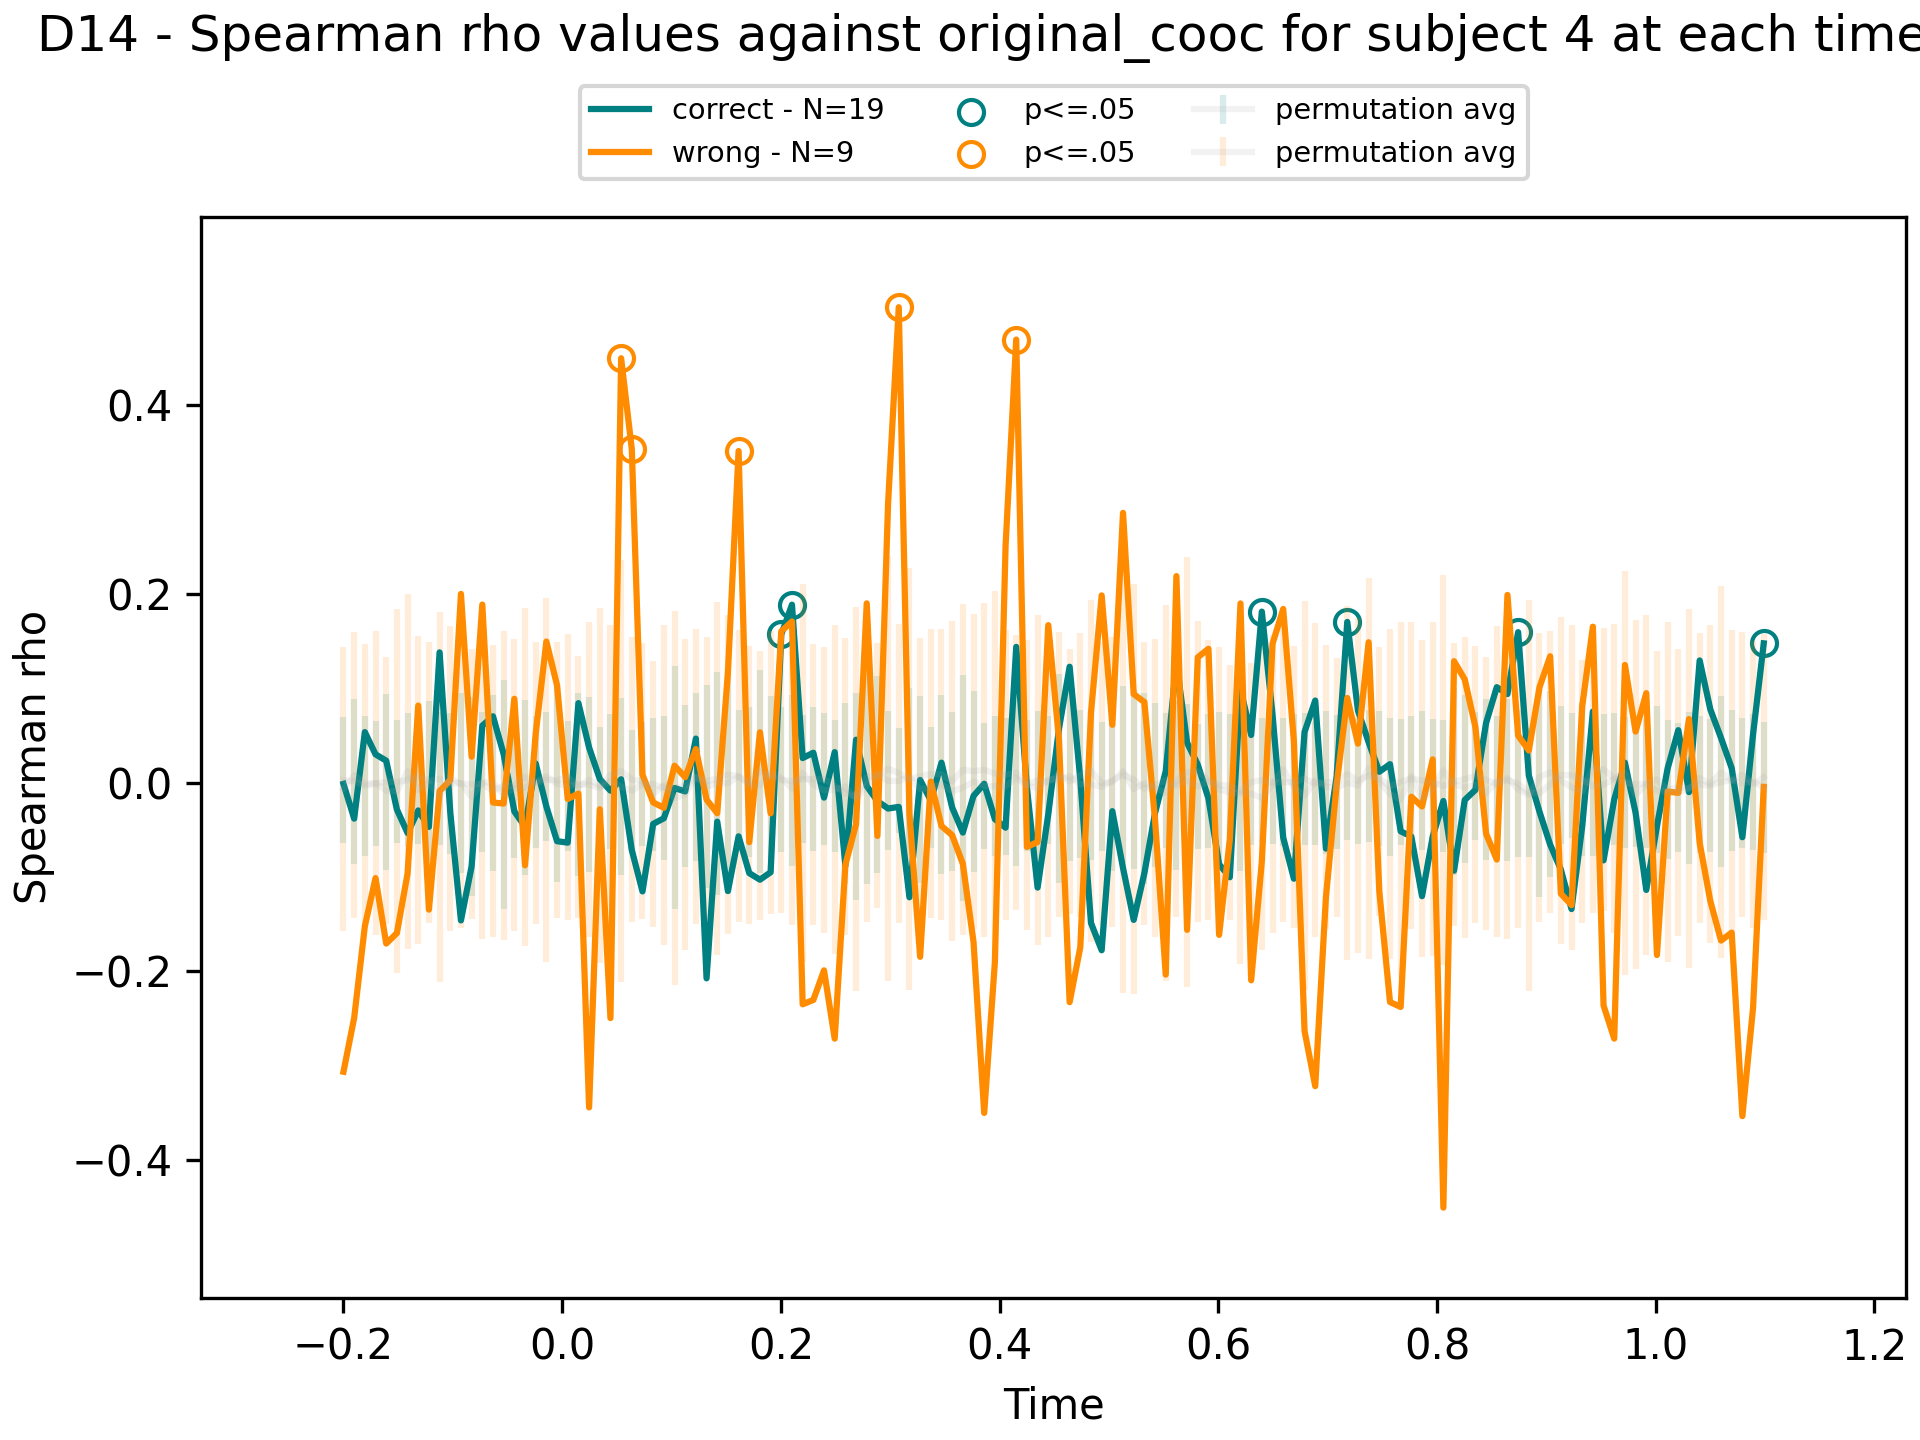 D14 - Spearman rho values against original_cooc for subject 4 at each time
correct - N=19
wrong - N=9
p<=.05
p<=.05
permutation avg
permutation avg
Spearman rho
0.4
0.2
0.0
−0.2
−0.4
−0.2 0.0 0.2 0.4 0.6 0.8 1.0 1.2
Time